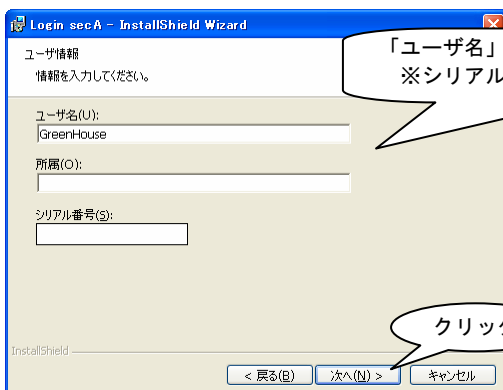 Login secA - InstallShield Wizard
ユーザ情報
情報を入力してください。
「ユーザ名」
※シリアル
ユーザ名(U):
GreenHouse
所属(O):
シリアル番号(S):
クリック
InstallShield
< 戻る(B)
次へ(N) >
キャンセル